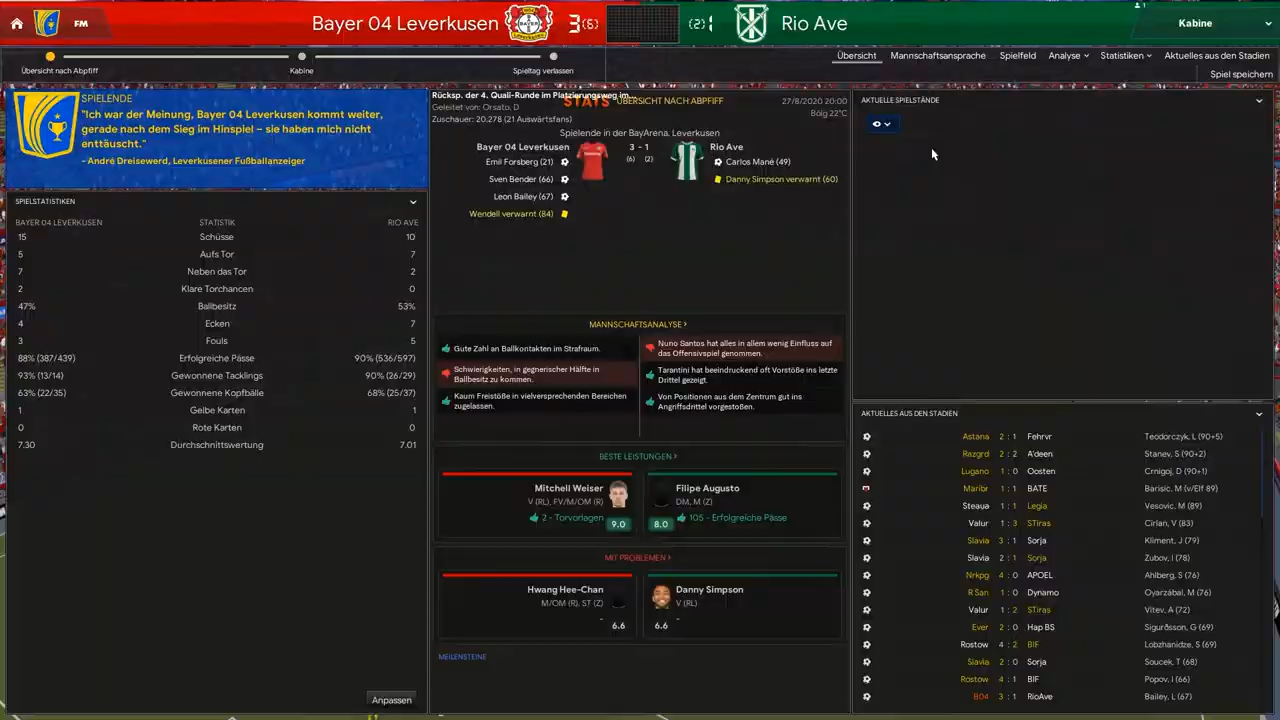 FM
Bayer 04 Leverkusen
3 (6)
(2) 1
Rio Ave
Kabine
Übersicht nach Abpfiff
Kabine
Spieltag verlassen
Übersicht
Mannschaftsansprache
Spielfeld
Analyse
Statistiken
Aktuelles aus den Stadien
Spiel speichern
SPIELENDE
"Ich war der Meinung, Bayer 04 Leverkusen kommt weiter,
gerade nach dem Sieg im Hinspiel – sie haben mich nicht
enttäuscht."
- André Dreisewerd, Leverkusener Fußballanzeiger
SPIELSTATISTIKEN
BAYER 04 LEVERKUSEN STATISTIK RIO AVE
15 Schüsse 10
5 Aufs Tor 7
7 Neben das Tor 2
2 Klare Torchancen 0
47% Ballbesitz 53%
4 Ecken 7
3 Fouls 5
88% (387/439) Erfolgreiche Pässe 90% (536/597)
93% (13/14) Gewonnene Tacklings 90% (26/29)
63% (22/35) Gewonnene Kopfbälle 68% (25/37)
1 Gelbe Karten 1
0 Rote Karten 0
7.30 Durchschnittswertung 7.01
Anpassen
Rücksp. der 4. Quali-Runde im Platzierungsweg im
Geleitet von: Orsato, D
STATS ÜBERSICHT NACH ABPFIFF
27/8/2020 20:00
Zuschauer: 20.278 (21 Auswärtsfans)
Bólg 22°C
Spielende in der BayArena, Leverkusen
Bayer 04 Leverkusen 3 - 1 Rio Ave
(6) (2)
Emil Forsberg (21)
Carlos Mané (49)
Sven Bender (66)
Danny Simpson verwarnt (60)
Leon Bailey (67)
Wendell verwarnt (84)
MANNSCHAFTSANALYSE >
Gute Zahl an Ballkontakten im Strafraum.
Schwierigkeiten, in gegnerischer Hälfte in
Ballbesitz zu kommen.
Kaum Freistöße in vielversprechenden Bereichen
zugelassen.
Nuno Santos hat alles in allem wenig Einfluss auf
das Offensivspiel genommen.
Tarantini hat beeindruckend oft Vorstöße ins letzte
Drittel gezeigt.
Von Positionen aus dem Zentrum gut ins
Angriffsdrittel vorgestoßen.
BESTE LEISTUNGEN >
Mitchell Weiser
V (RL), FV/M/OM (R)
2 - Torvorlagen 9.0
Filipe Augusto
DM, M (Z)
8.0 105 - Erfolgreiche Pässe
MIT PROBLEMEN >
Hwang Hee-Chan
M/OM (R), ST (Z)
- 6.6
Danny Simpson
V (RL)
6.6 -
MEILENSTEINE
AKTUELLE SPIELSTÄNDE
AKTUELLES AUS DEN STADIEN
Astana 2 : 1 Fehrvr Teodorczyk, L (90+5)
Razgrd 2 : 2 A'deen Stanev, S (90+2)
Lugano 1 : 0 Oosten Crnigoj, D (90+1)
Maribr 1 : 1 BATE Barisic, M (v/Elf 89)
Steaua 1 : 1 Legia Vesovic, M (89)
Valur 1 : 3 STiras Cirlan, V (83)
Slavia 3 : 1 Sorja Kliment, J (79)
Slavia 2 : 1 Sorja Zubov, I (78)
Nrkpg 4 : 0 APOEL Ahlberg, S (76)
R San 1 : 0 Dynamo Oyarzábal, M (76)
Valur 1 : 2 STiras Vitev, A (72)
Ever 2 : 0 Hap BS Sigurðsson, G (69)
Rostow 4 : 2 BIF Lobzhanidze, S (69)
Slavia 2 : 0 Sorja Soucek, T (68)
Rostow 4 : 1 BIF Popov, I (66)
B04 3 : 1 RioAve Bailey, L (67)